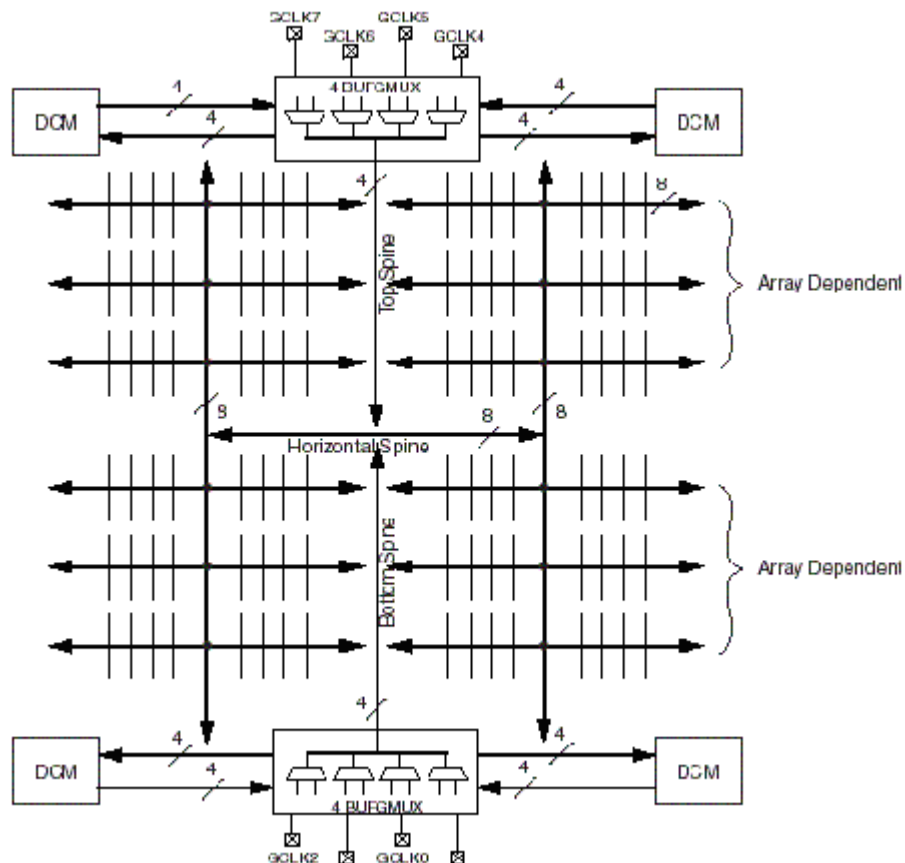 GCLK7
GCLK5
GCLK6
GCLK4
4 BUFGMUX
DCM
4
4
4
4
DCM
4
8
Top Spine
Array Dependent
8
8
8
Horizontal Spine
Bottom Spine
Array Dependent
4
DCM
4
4
4
4
DCM
4 BUFGMUX
GCLK2
GCLK0